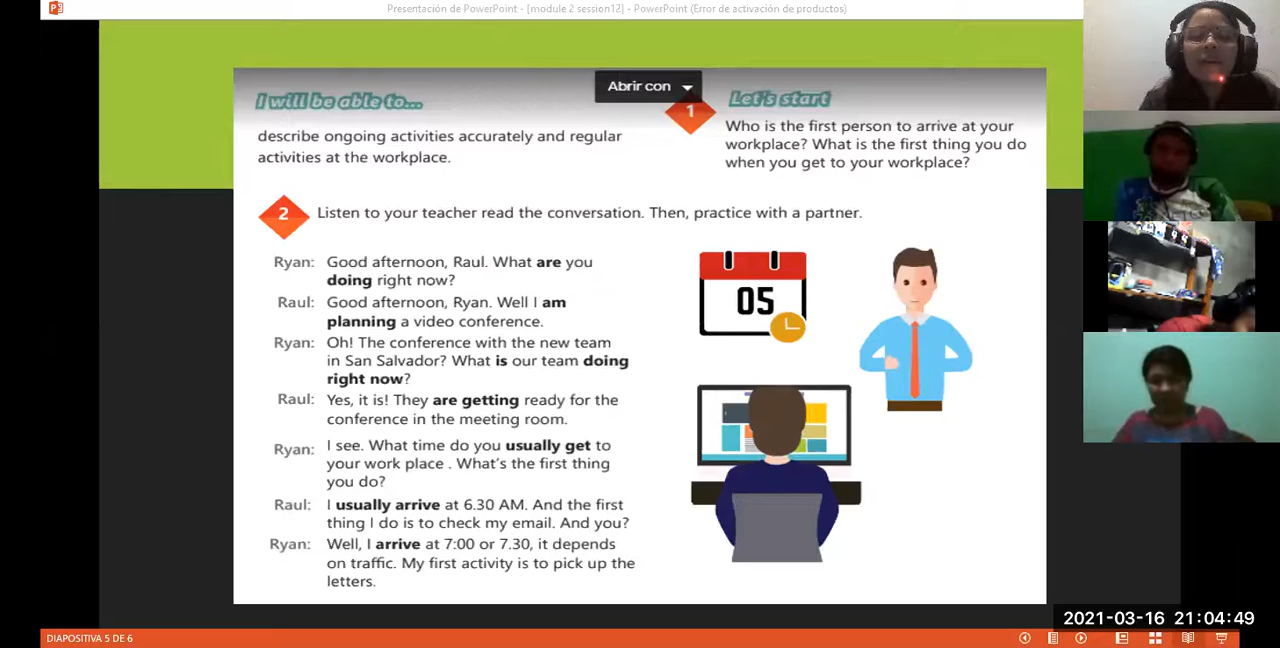 Presentación de PowerPoint - [module 2 session12] - PowerPoint (Error de activación de productos)
I will be able to...
describe ongoing activities accurately and regular
activities at the workplace.
Abrir con
1
Let's start
Who is the first person to arrive at your
workplace? What is the first thing you do
when you get to your workplace?
2
Listen to your teacher read the conversation. Then, practice with a partner.
Ryan: Good afternoon, Raul. What are you
doing right now?
Raul: Good afternoon, Ryan. Well I am
planning a video conference.
Ryan: Oh! The conference with the new team
in San Salvador? What is our team doing
right now?
Raul: Yes, it is! They are getting ready for the
conference in the meeting room.
Ryan: I see. What time do you usually get to
your work place . What's the first thing
you do?
Raul: I usually arrive at 6.30 AM. And the first
thing I do is to check my email. And you?
Ryan: Well, I arrive at 7:00 or 7.30, it depends
on traffic. My first activity is to pick up the
letters.
05
2021-03-16 21:04:49
DIAPOSITIVA 5 DE 6